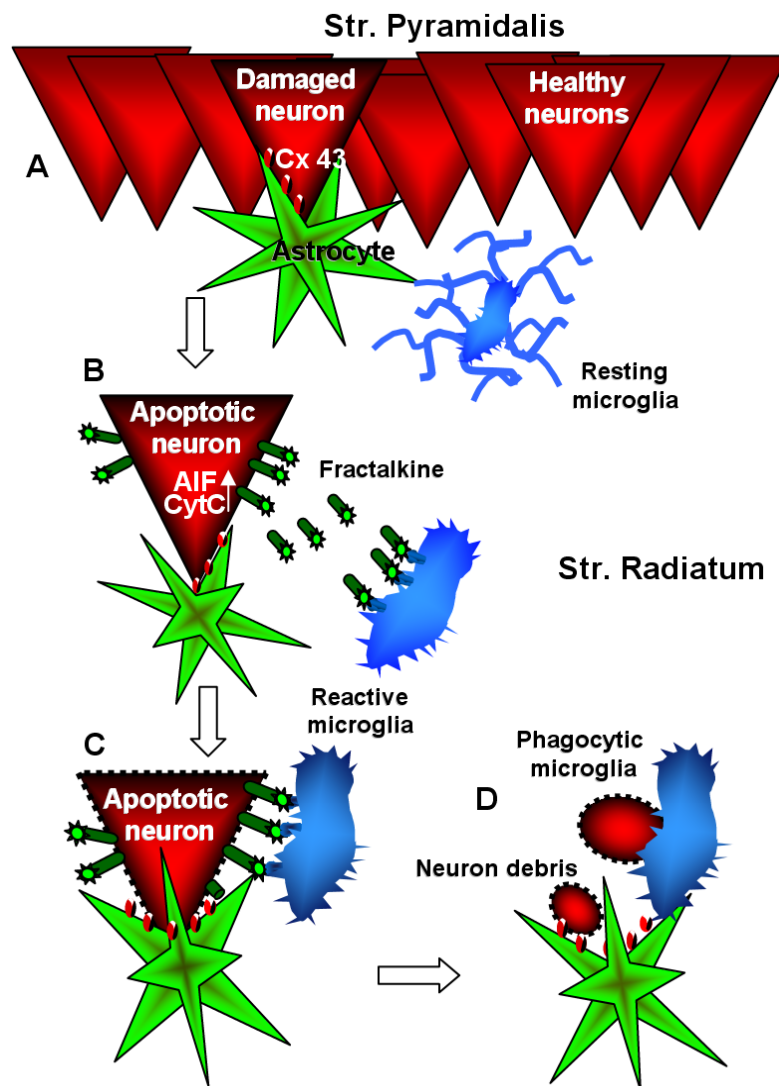 Str. Pyramidalis
Damaged
neuron
Healthy
neurons
Cx 43
A
Astrocyte
Resting
microglia
B
Apoptotic
neuron
AIF
CytC
Fractalkine
Str. Radiatum
Reactive
microglia
C
Apoptotic
neuron
Phagocytic
microglia
D
Neuron debris